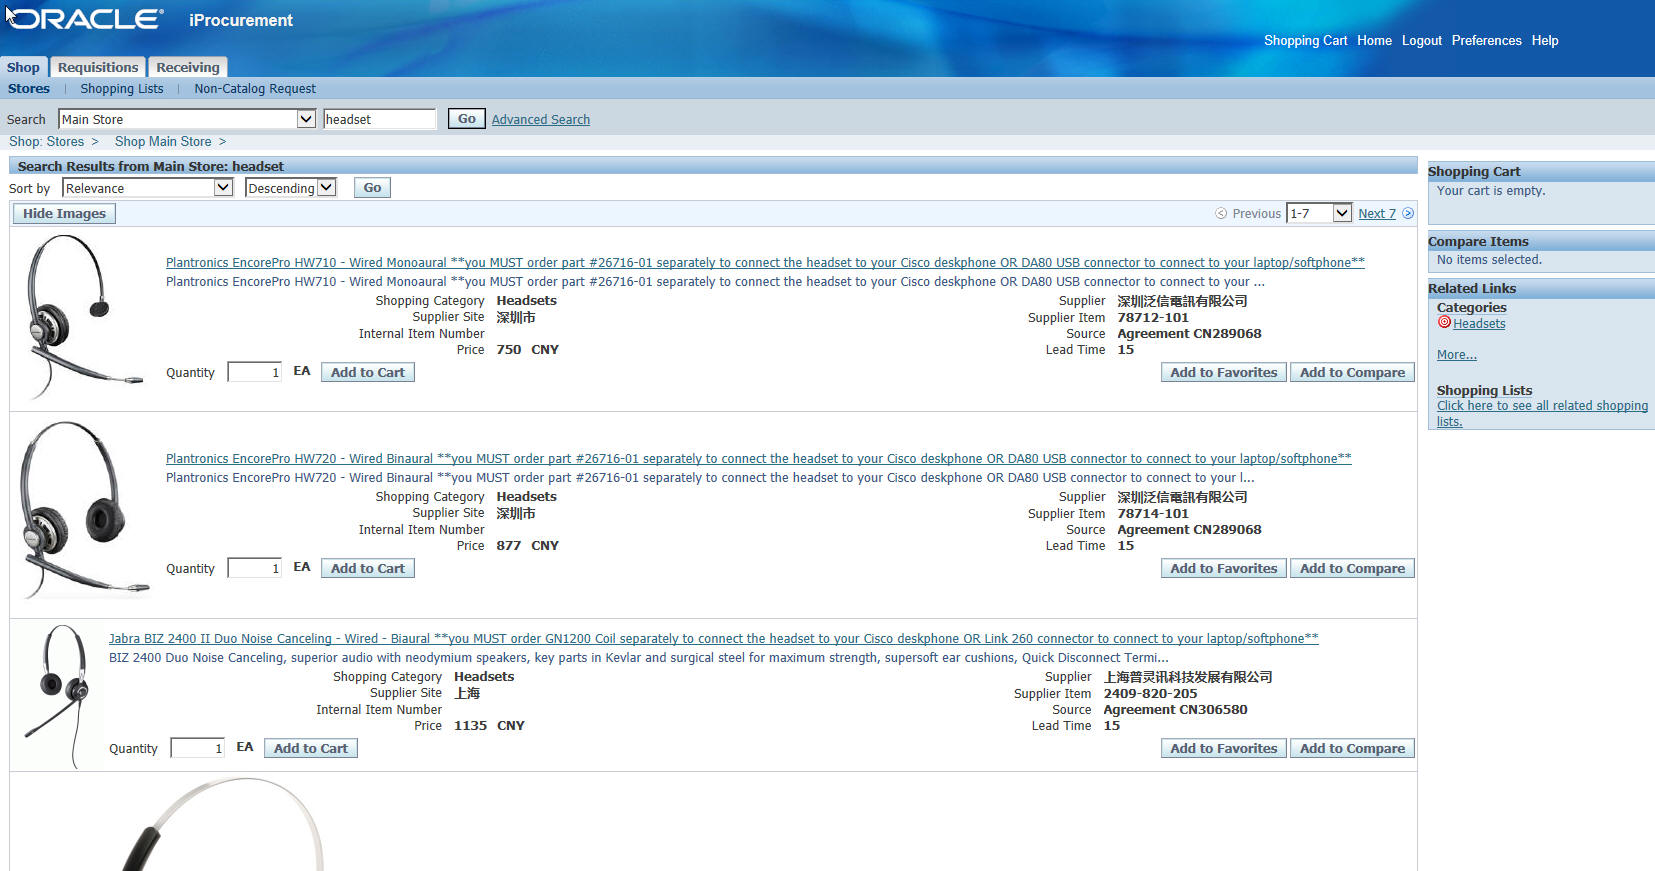 ORACLE® iProcurement
Shopping Cart Home Logout Preferences Help
Shop Requisitions Receiving
Stores | Shopping Lists | Non-Catalog Request
Search Main Store headset Go Advanced Search
Shop: Stores > Shop Main Store >
Search Results from Main Store: headset
Sort by Relevance Descending Go
Hide Images Previous 1-7 Next 7
Plantronics EncorePro HW710 - Wired Monoaural **you MUST order part #26716-01 separately to connect the headset to your Cisco deskphone OR DA80 USB connector to connect to your laptop/softphone**
Plantronics EncorePro HW710 - Wired Monoaural **you MUST order part #26716-01 separately to connect the headset to your Cisco deskphone OR DA80 USB connector to connect to your ...
Shopping Category Headsets Supplier 深圳泛信電訊有限公司
Supplier Site 深圳市 Supplier Item 78712-101
Internal Item Number Source Agreement CN289068
Price 750 CNY Lead Time 15
Quantity 1 EA Add to Cart Add to Favorites Add to Compare
Plantronics EncorePro HW720 - Wired Binaural **you MUST order part #26716-01 separately to connect the headset to your Cisco deskphone OR DA80 USB connector to connect to your laptop/softphone**
Plantronics EncorePro HW720 - Wired Binaural **you MUST order part #26716-01 separately to connect the headset to your Cisco deskphone OR DA80 USB connector to connect to your l...
Shopping Category Headsets Supplier 深圳泛信電訊有限公司
Supplier Site 深圳市 Supplier Item 78714-101
Internal Item Number Source Agreement CN289068
Price 877 CNY Lead Time 15
Quantity 1 EA Add to Cart Add to Favorites Add to Compare
Jabra BIZ 2400 II Duo Noise Canceling - Wired - Biaural **you MUST order GN1200 Coil separately to connect the headset to your Cisco deskphone OR Link 260 connector to connect to your laptop/softphone**
BIZ 2400 Duo Noise Canceling, superior audio with neodymium speakers, key parts in Kevlar and surgical steel for maximum strength, supersoft ear cushions, Quick Disconnect Termi...
Shopping Category Headsets Supplier 上海普灵讯科技发展有限公司
Supplier Site 上海 Supplier Item 2409-820-205
Internal Item Number Source Agreement CN306580
Price 1135 CNY Lead Time 15
Quantity 1 EA Add to Cart Add to Favorites Add to Compare
Shopping Cart
Your cart is empty.
Compare Items
No items selected.
Related Links
Categories
Headsets
More...
Shopping Lists
Click here to see all related shopping
lists.